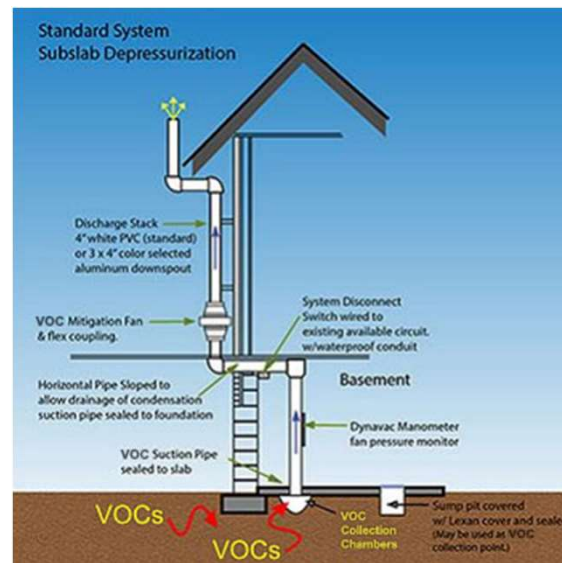 Standard System
Subslab Depressurization
Discharge Stack
4" white PVC (standard)
or 3 x 4" color selected
aluminum downspout
VOC Mitigation Fan
& flex coupling.
System Disconnect
Switch wired to
existing available circuit.
w/waterproof conduit
Horizontal Pipe Sloped to
allow drainage of condensation
suction pipe sealed to foundation
Basement
Dynavac Manometer
fan pressure monitor
VOC Suction Pipe
sealed to slab
VOCs
VOCs
VOC
Collection
Chambers
Sump pit covered
w/ Lexan cover and seale
(May be used as VOC
collection point.)